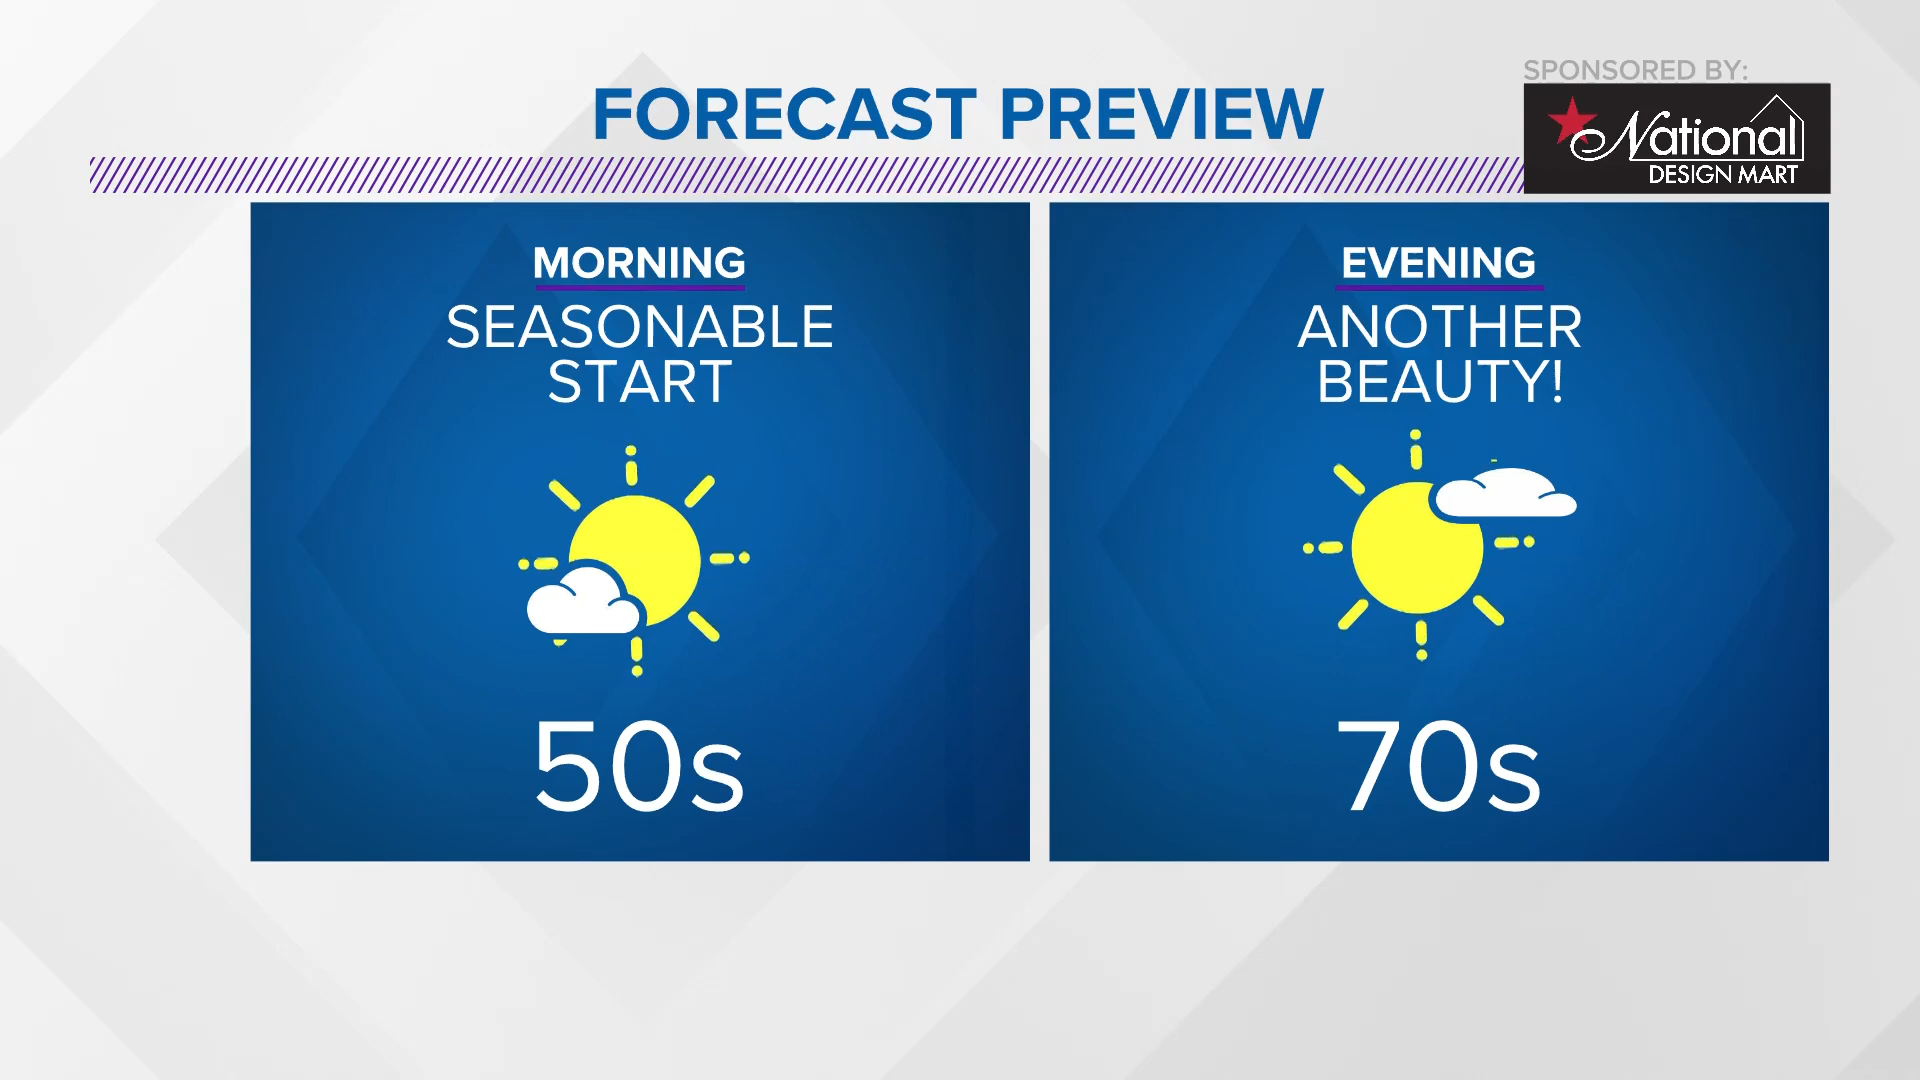 FORECAST PREVIEW
SPONSORED BY:
National
DESIGN MART
MORNING
SEASONABLE
START
50s
EVENING
ANOTHER
BEAUTY!
70s